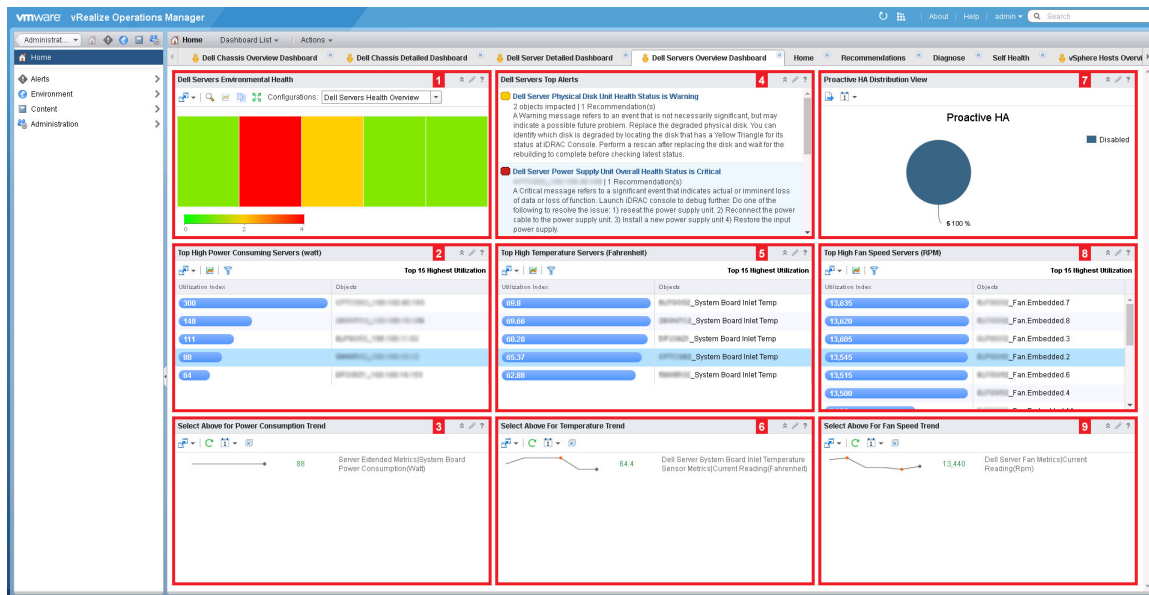 vmware vRealize Operations Manager
About Help admin Search
Administrat...
Home Dashboard List Actions
Home
Alerts
Environment
Content
Administration
Dell Chassis Overview Dashboard Dell Chassis Detailed Dashboard Dell Server Detailed Dashboard Dell Servers Overview Dashboard Home Recommendations Diagnose Self Health vSphere Hosts Overvi
Dell Servers Environmental Health 1
Configurations: Dell Servers Health Overview
0 2 4
Dell Servers Top Alerts 4
Dell Server Physical Disk Unit Health Status is Warning
2 objects impacted | 1 Recommendation(s)
A Warning message refers to an event that is not necessarily significant, but may
indicate a possible future problem. Replace the degraded physical disk. You can
identify which disk is degraded by locating the disk that has a Yellow Triangle for its
status at iDRAC Console. Perform a rescan after replacing the disk and wait for the
rebuilding to complete before checking latest status.
Dell Server Power Supply Unit Overall Health Status is Critical
| 1 Recommendation(s)
A Critical message refers to a significant event that indicates actual or imminent loss
of data or loss of function. Launch iDRAC console to debug further. Do one of the
following to resolve the issue: 1) reseat the power supply unit. 2) Reconnect the power
cable to the power supply unit. 3) Install a new power supply unit 4) Restore the input
power supply.
Proactive HA Distribution View 7
1
Proactive HA
Disabled
5 100 %
Top High Power Consuming Servers (watt) 2
Top 15 Highest Utilization
Utilization Index Objects
300
148
111
88
64
Top High Temperature Servers (Fahrenheit) 5
Top 15 Highest Utilization
Utilization Index Objects
69.8 _System Board Inlet Temp
69.66 _System Board Inlet Temp
68.28 _System Board Inlet Temp
65.37 _System Board Inlet Temp
62.88 _System Board Inlet Temp
Top High Fan Speed Servers (RPM) 8
Top 15 Highest Utilization
Utilization Index Objects
13,635 _Fan.Embedded.7
13,620 _Fan.Embedded.8
13,605 _Fan.Embedded.3
13,545 _Fan.Embedded.2
13,515 _Fan.Embedded.6
13,500 _Fan.Embedded.4
Select Above for Power Consumption Trend 3
1
88 Server Extended Metrics|System Board
Power Consumption(Watt)
Select Above For Temperature Trend 6
1
64.4 Dell Server System Board Inlet Temperature
Sensor Metrics|Current Reading(Fahrenheit)
Select Above For Fan Speed Trend 9
1
13,440 Dell Server Fan Metrics|Current
Reading(Rpm)